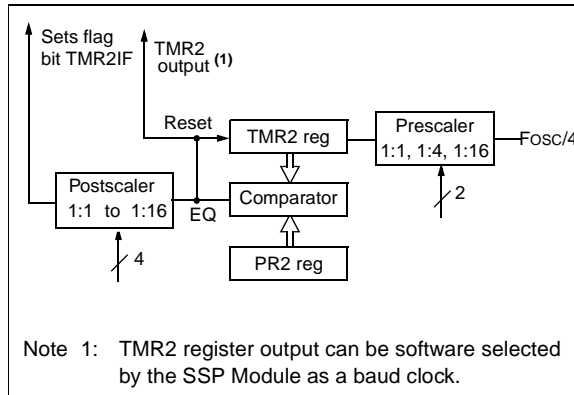 Sets flag
bit TMR2IF
TMR2
output (1)
Reset
TMR2 reg
Prescaler
1:1, 1:4, 1:16
FOSC/4
2
Postscaler
1:1 to 1:16
EQ
Comparator
4
PR2 reg
Note 1: TMR2 register output can be software selected
by the SSP Module as a baud clock.